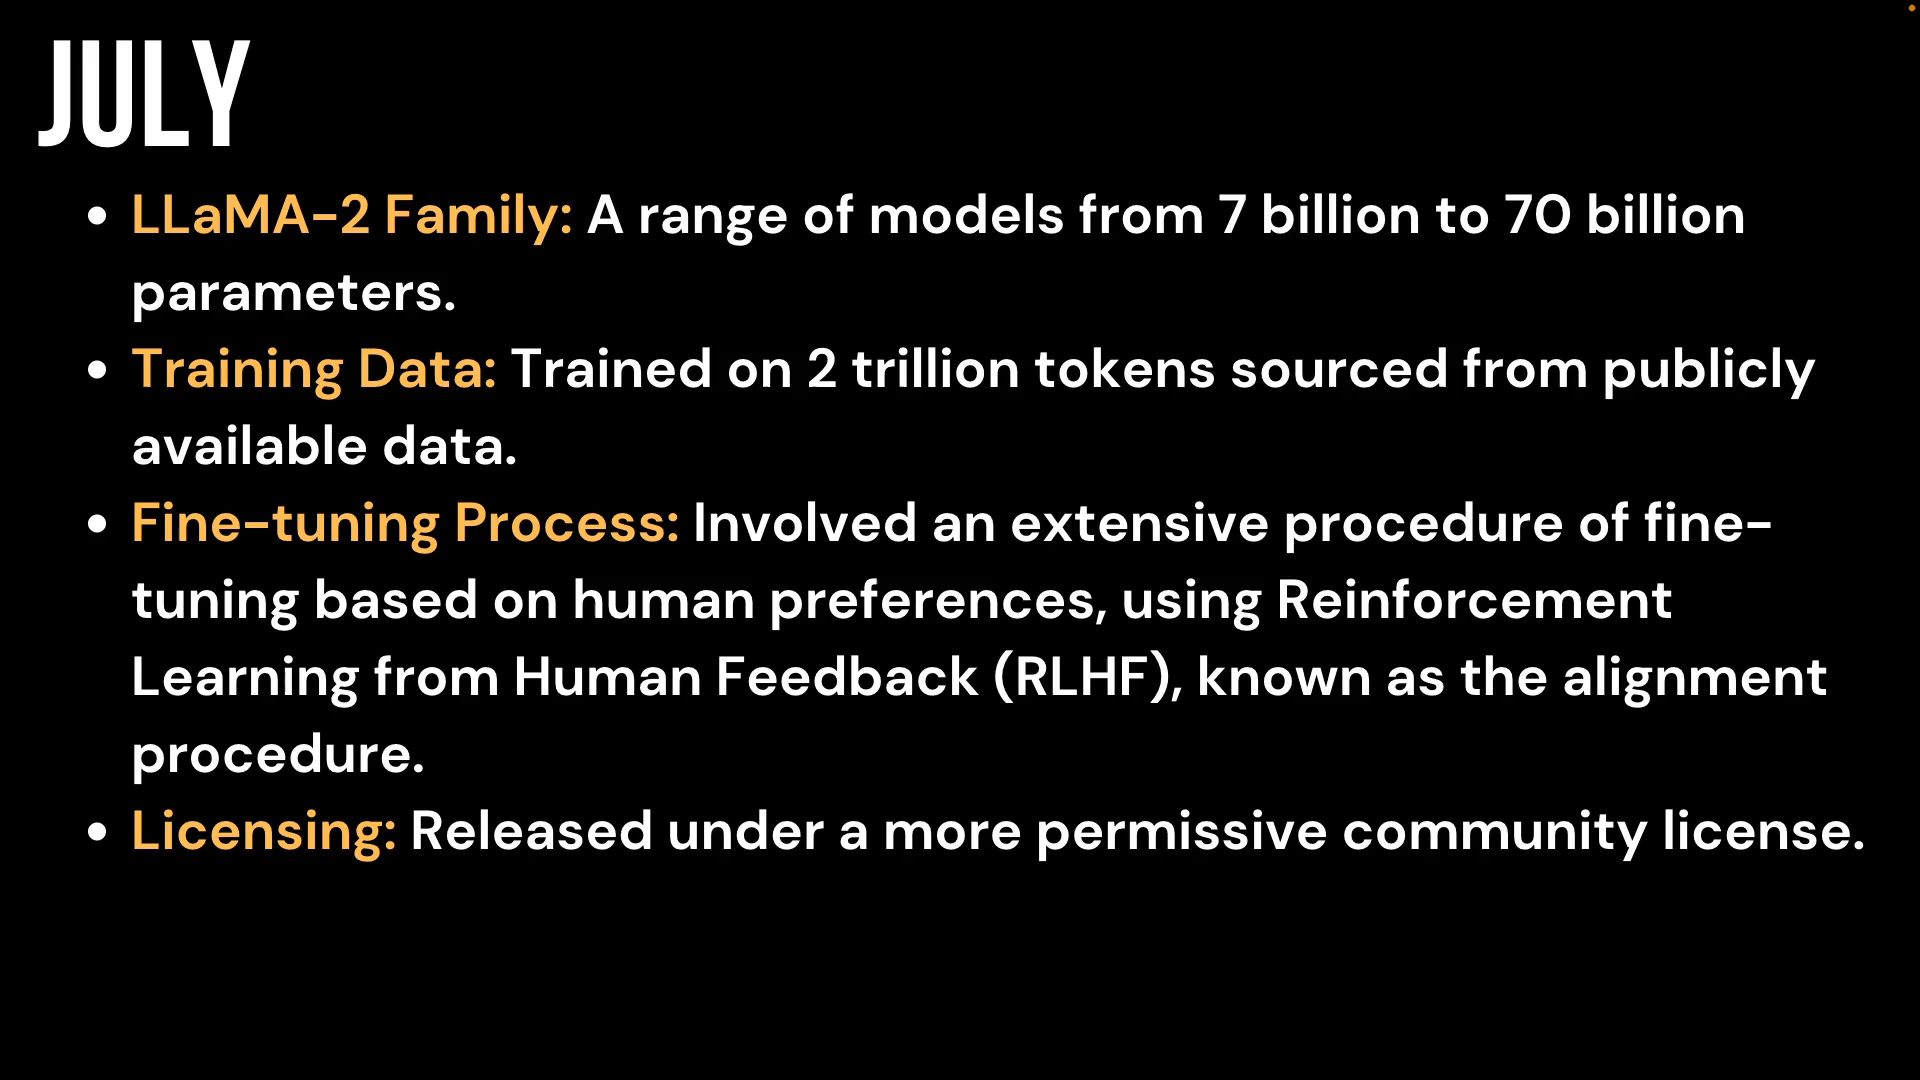 JULY
• LLaMA-2 Family: A range of models from 7 billion to 70 billion
parameters.
• Training Data: Trained on 2 trillion tokens sourced from publicly
available data.
• Fine-tuning Process: Involved an extensive procedure of fine-
tuning based on human preferences, using Reinforcement
Learning from Human Feedback (RLHF), known as the alignment
procedure.
• Licensing: Released under a more permissive community license.